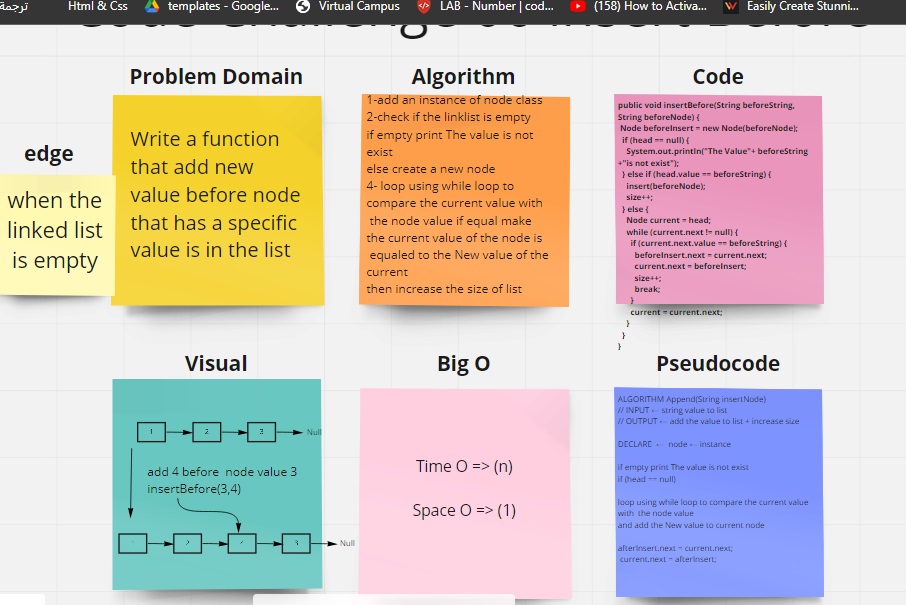 ترجمة
Html & Css
templates - Google...
Virtual Campus
LAB - Number | cod...
(158) How to Activa...
Easily Create Stunni...
Problem Domain
Algorithm
Code
edge
when the
linked list
is empty
Write a function
that add new
value before node
that has a specific
value is in the list
1-add an instance of node class
2-check if the linklist is empty
if empty print The value is not
exist
else create a new node
4- loop using while loop to
compare the current value with
the node value if equal make
the current value of the node is
equaled to the New value of the
current
then increase the size of list
public void insertBefore(String beforeString,
String beforeNode) {
Node beforeInsert = new Node(beforeNode);
if (head == null) {
System.out.println("The Value"+ beforeString
+"is not exist");
} else if (head.value == beforeString) {
insert(beforeNode);
size++;
} else {
Node current = head;
while (current.next != null) {
if (current.next.value == beforeString) {
beforeInsert.next = current.next;
current.next = beforeInsert;
size++;
break;
}
current = current.next;
}
}
}
Visual
Big O
Pseudocode
1 2 3 Null
add 4 before  node value 3
insertBefore(3,4)
Null
Time O => (n)
Space O => (1)
ALGORITHM Append(String insertNode)
// INPUT <-- string value to list
// OUTPUT <-- add the value to list + increase size
DECLARE <-- node <-- instance
if empty print The value is not exist
if (head == null)
loop using while loop to compare the current value
with  the node value
and add the New value to current node
afterInsert.next = current.next;
current.next = afterInsert;